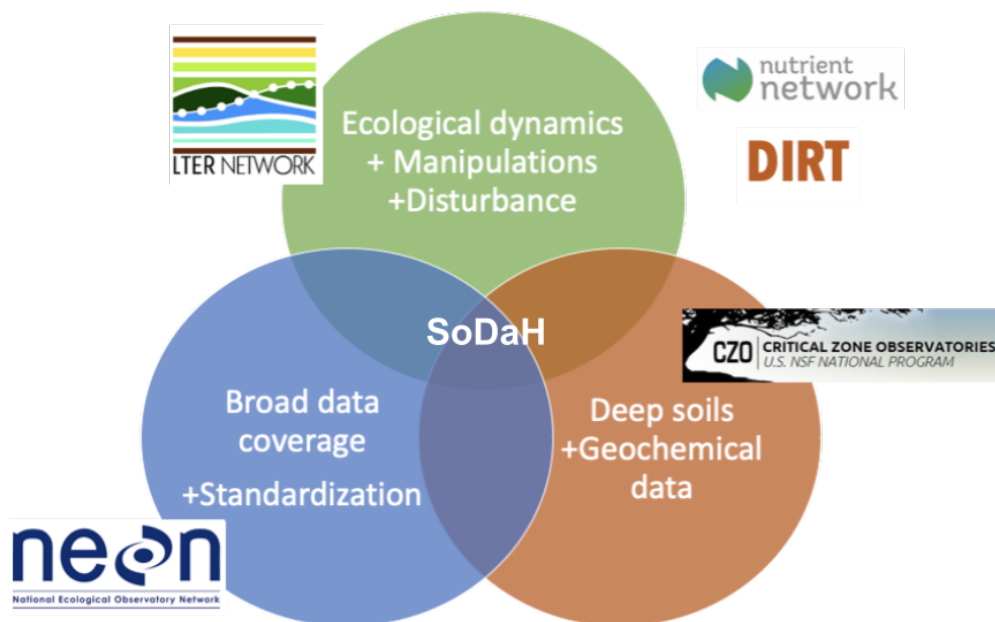 LTER NETWORK
nutrient
network
DIRT
Ecological dynamics
+ Manipulations
+Disturbance
SoDaH
CZO
CRITICAL ZONE OBSERVATORIES
U.S. NSF NATIONAL PROGRAM
Broad data
coverage
+Standardization
Deep soils
+Geochemical
data
neon
National Ecological Observatory Network